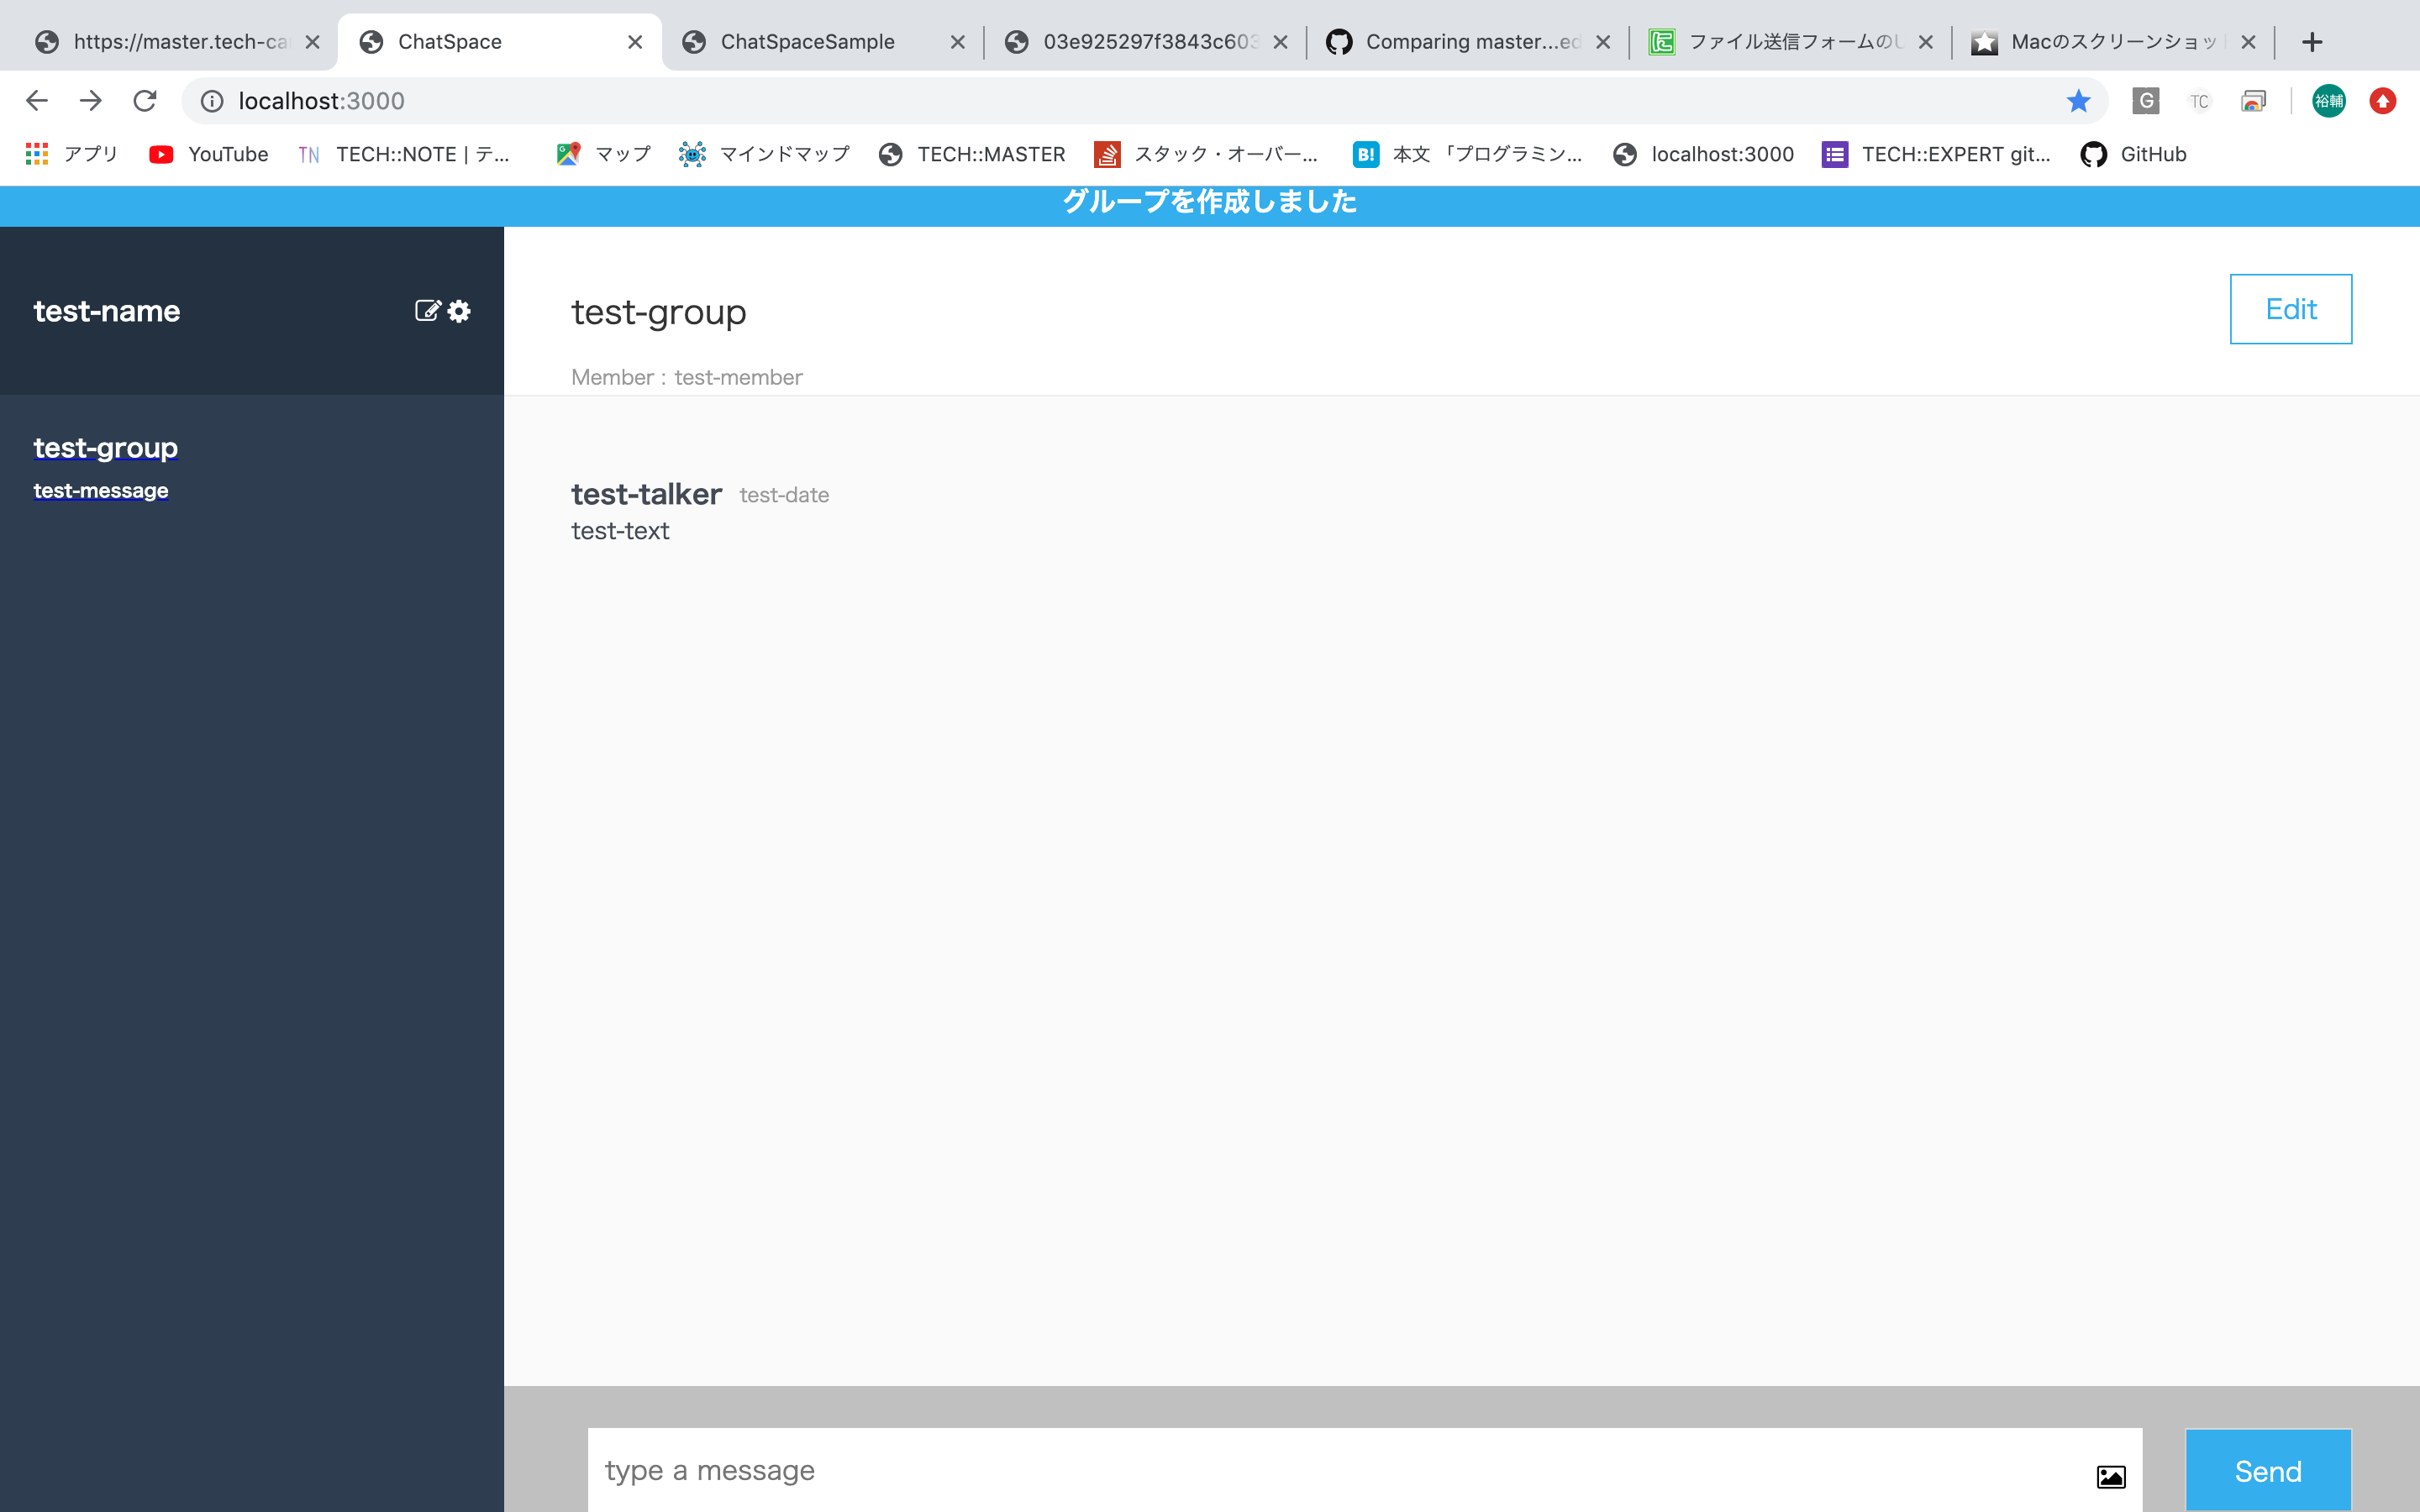 https://master.tech-ca
ChatSpace
ChatSpaceSample
03e925297f3843c603
Comparing master...ed
ファイル送信フォームのU
Macのスクリーンショット
localhost:3000
G
TC
裕輔
アプリ
YouTube
TN TECH::NOTE | テ...
マップ
マインドマップ
TECH::MASTER
スタック・オーバー...
B! 本文 「プログラミン...
localhost:3000
TECH::EXPERT git...
GitHub
グループを作成しました
test-name
test-group
Edit
Member : test-member
test-group
test-message
test-talker test-date
test-text
type a message
Send